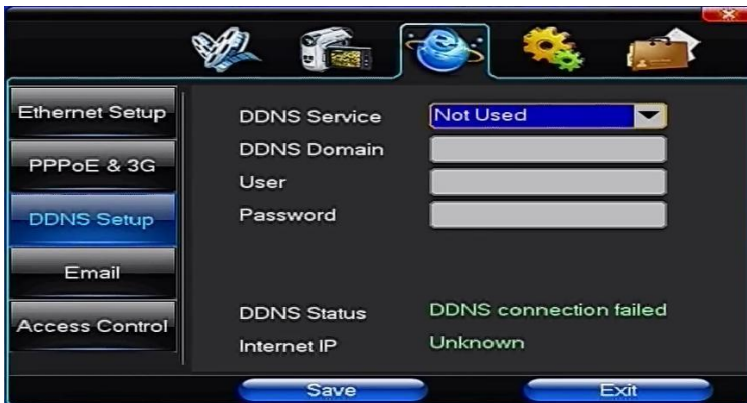 Ethernet Setup
PPPoE & 3G
DDNS Setup
Email
Access Control
DDNS Service Not Used
DDNS Domain
User
Password
DDNS Status DDNS connection failed
Internet IP Unknown
Save Exit